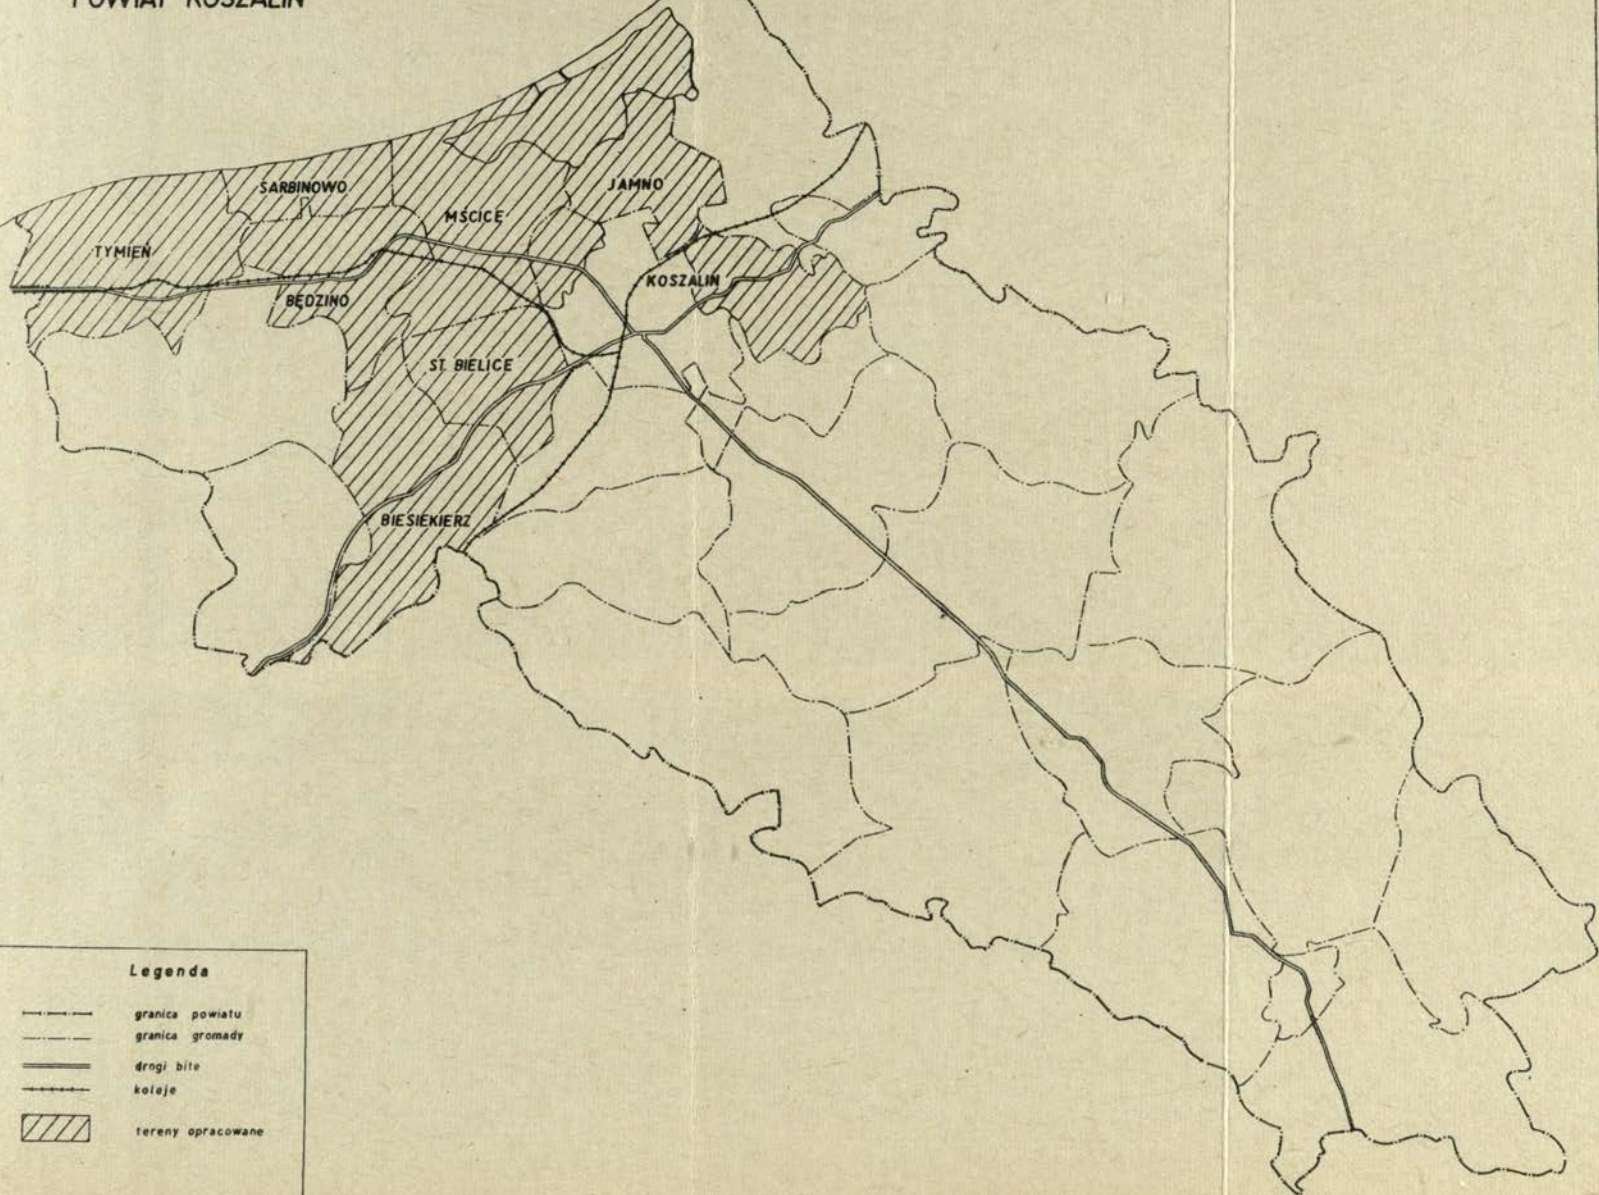 POWIAT KOSZALIN
SARBINOWO
JAMNO
MŚCICE
TYMIEŃ
KOSZALIN
BĘDZINO
ST. BIELICE
BIESIEKIERZ
Legenda
granica powiatu
granica gromady
drogi bite
koleje
tereny opracowane